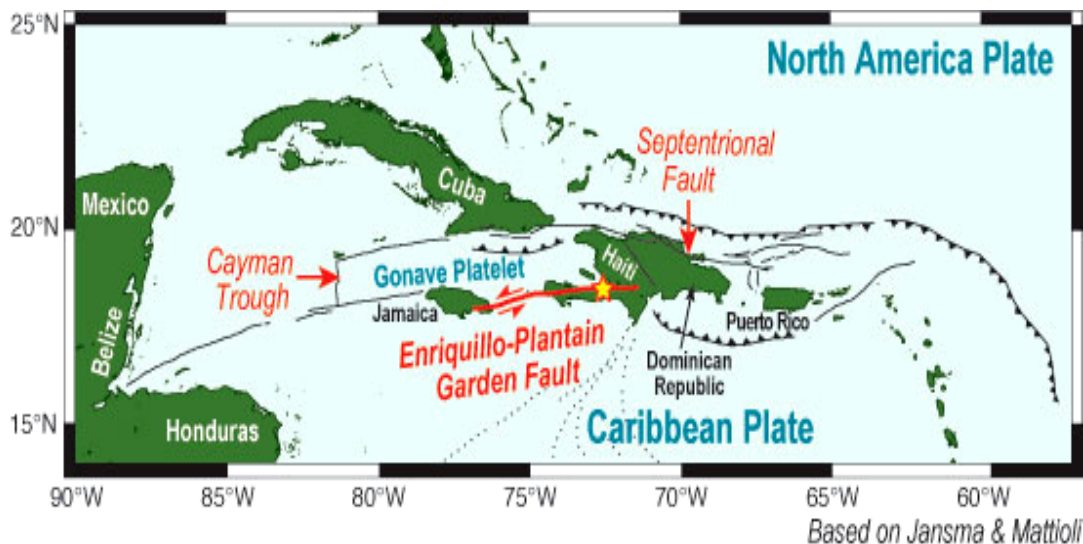 25°N
North America Plate
Septentrional
Fault
Cuba
Mexico
20°N
Cayman
Trough
Gonave Platelet
Haiti
Jamaica
Puerto Rico
Belize
Enriquillo-Plantain
Garden Fault
Dominican
Republic
15°N
Honduras
Caribbean Plate
90°W 85°W 80°W 75°W 70°W 65°W 60°W
Based on Jansma & Mattioli